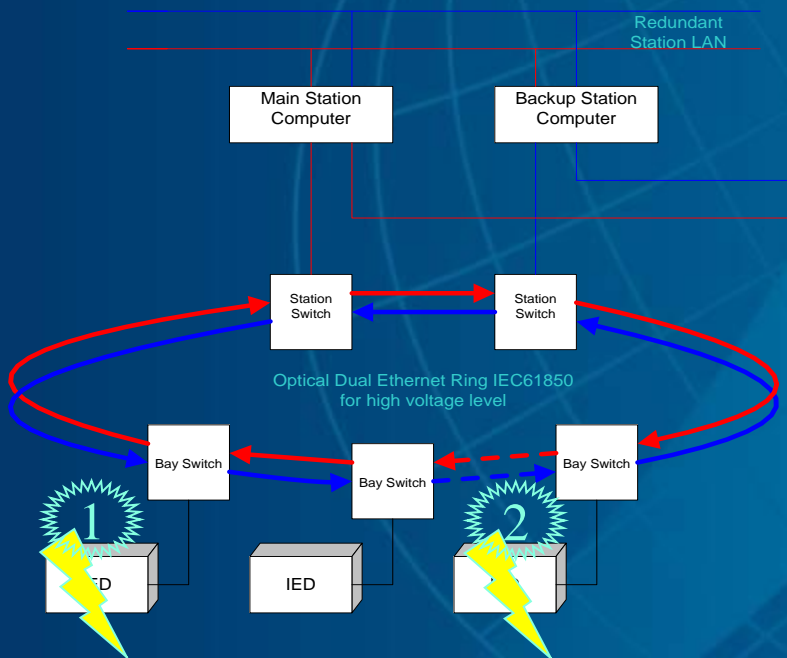 Redundant
Station LAN
Main Station
Computer
Backup Station
Computer
Station
Switch
Station
Switch
Optical Dual Ethernet Ring IEC61850
for high voltage level
Bay Switch
Bay Switch
Bay Switch
1
2
IED